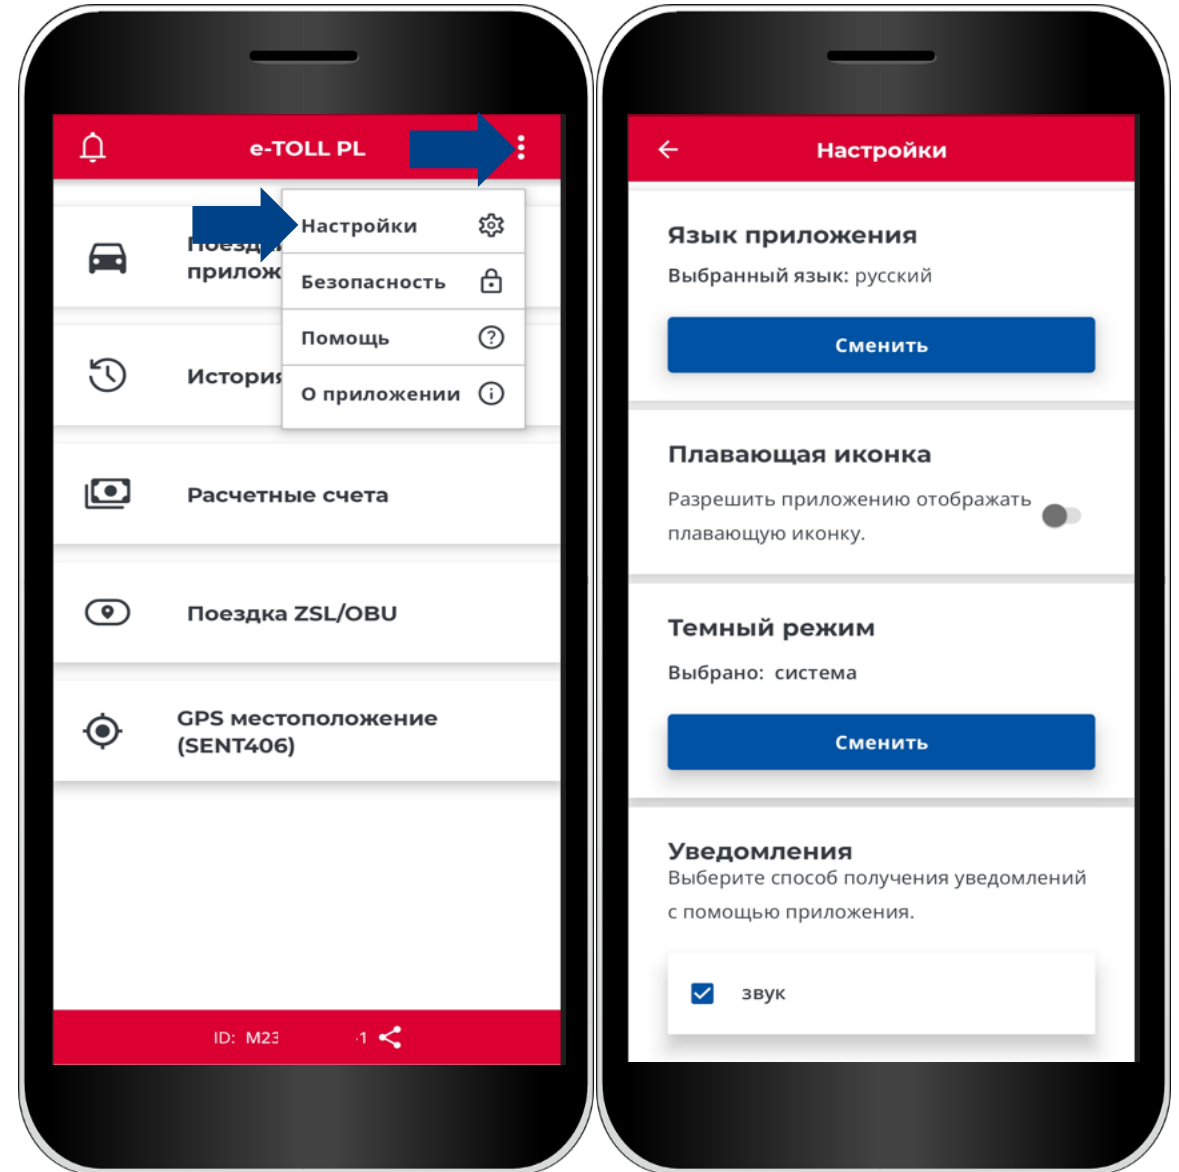 e-TOLL PL
Настройки
Безопасность
Помощь
О приложении
прилож
История
Расчетные счета
Поездка ZSL/OBU
GPS местоположение
(SENT406)
ID: M23 1
Настройки
Язык приложения
Выбранный язык: русский
Сменить
Плавающая иконка
Разрешить приложению отображать
плавающую иконку.
Темный режим
Выбрано: система
Сменить
Уведомления
Выберите способ получения уведомлений
с помощью приложения.
звук